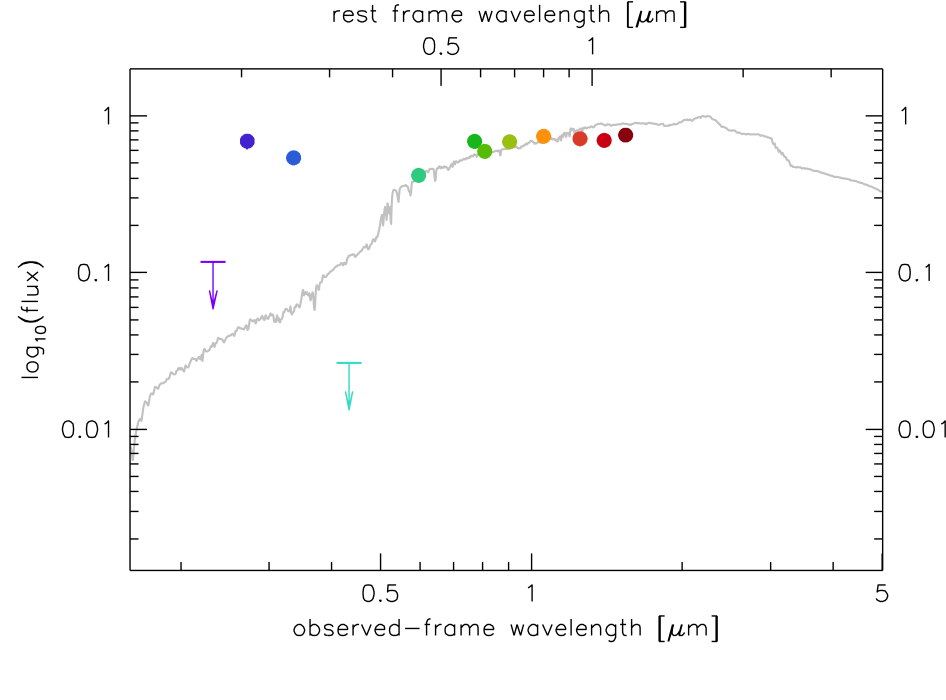 rest frame wavelength [μm]
0.5 1
1 1
0.1 0.1
0.01 0.01
log10(flux)
0.5 1 5
observed-frame wavelength [μm]